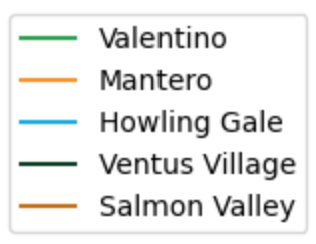 Valentino
Mantero
Howling Gale
Ventus Village
Salmon Valley